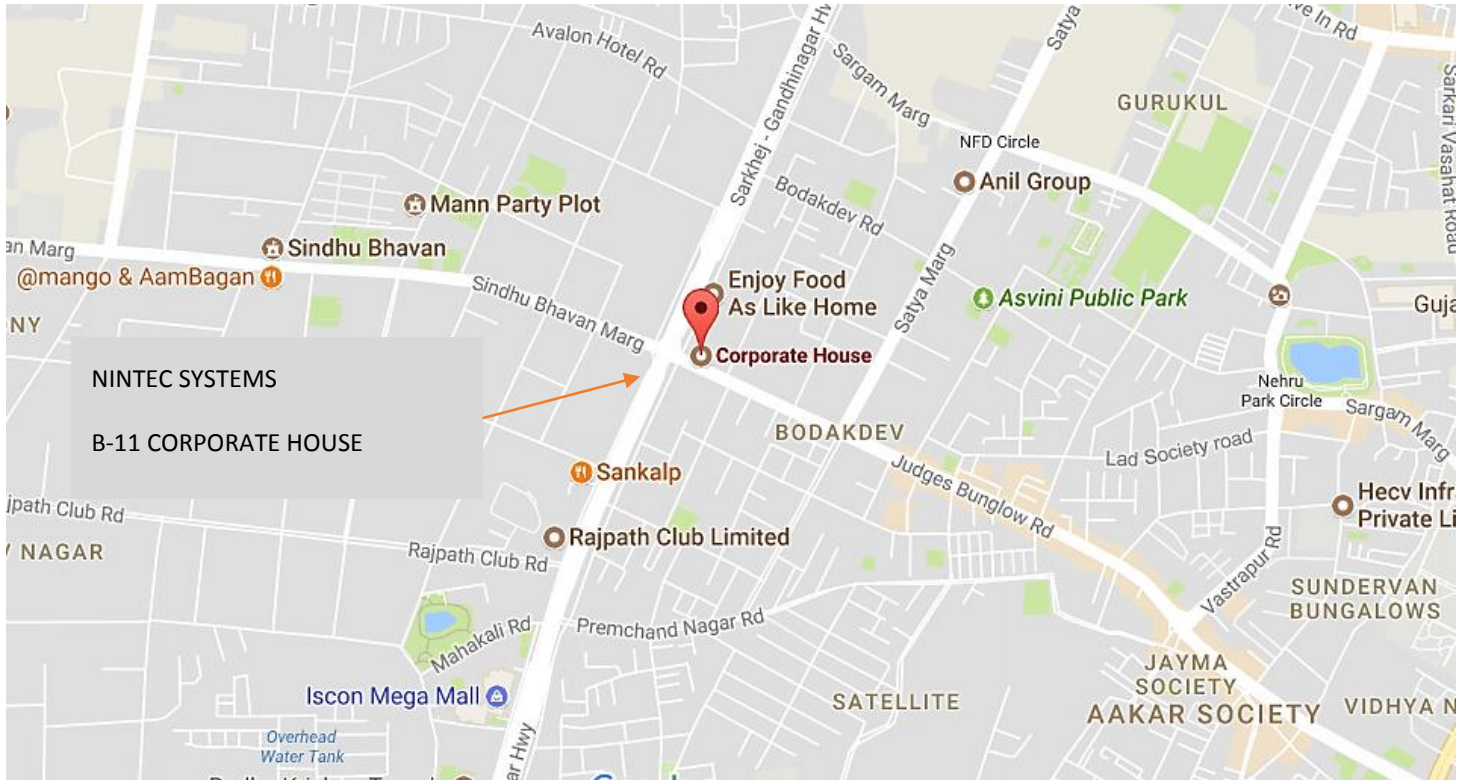 Avalon Hotel Rd
Sarkhej - Gandhinagar Hw
Satya
ve In Rd
Sargam Marg
GURUKUL
Sarkari Vasahat Road
NFD Circle
Anil Group
Mann Party Plot
Bodakdev Rd
an Marg
Sindhu Bhavan
@mango & AamBagan
Sindhu Bhavan Marg
Enjoy Food
As Like Home
Satya Marg
Asvini Public Park
Guja
NY
Corporate House
NINTEC SYSTEMS
B-11 CORPORATE HOUSE
Nehru
Park Circle
Sargam Marg
BODAKDEV
Lad Society road
Judges Bunglow Rd
Sankalp
Hecv Infr
Private Li
jpath Club Rd
Rajpath Club Limited
NAGAR
Rajpath Club Rd
Vastrapur Rd
SUNDERVAN
BUNGALOWS
Mahakali Rd
Premchand Nagar Rd
JAYMA
SOCIETY
Iscon Mega Mall
SATELLITE
AAKAR SOCIETY
VIDHYA N
Overhead
Water Tank
ar Hwy